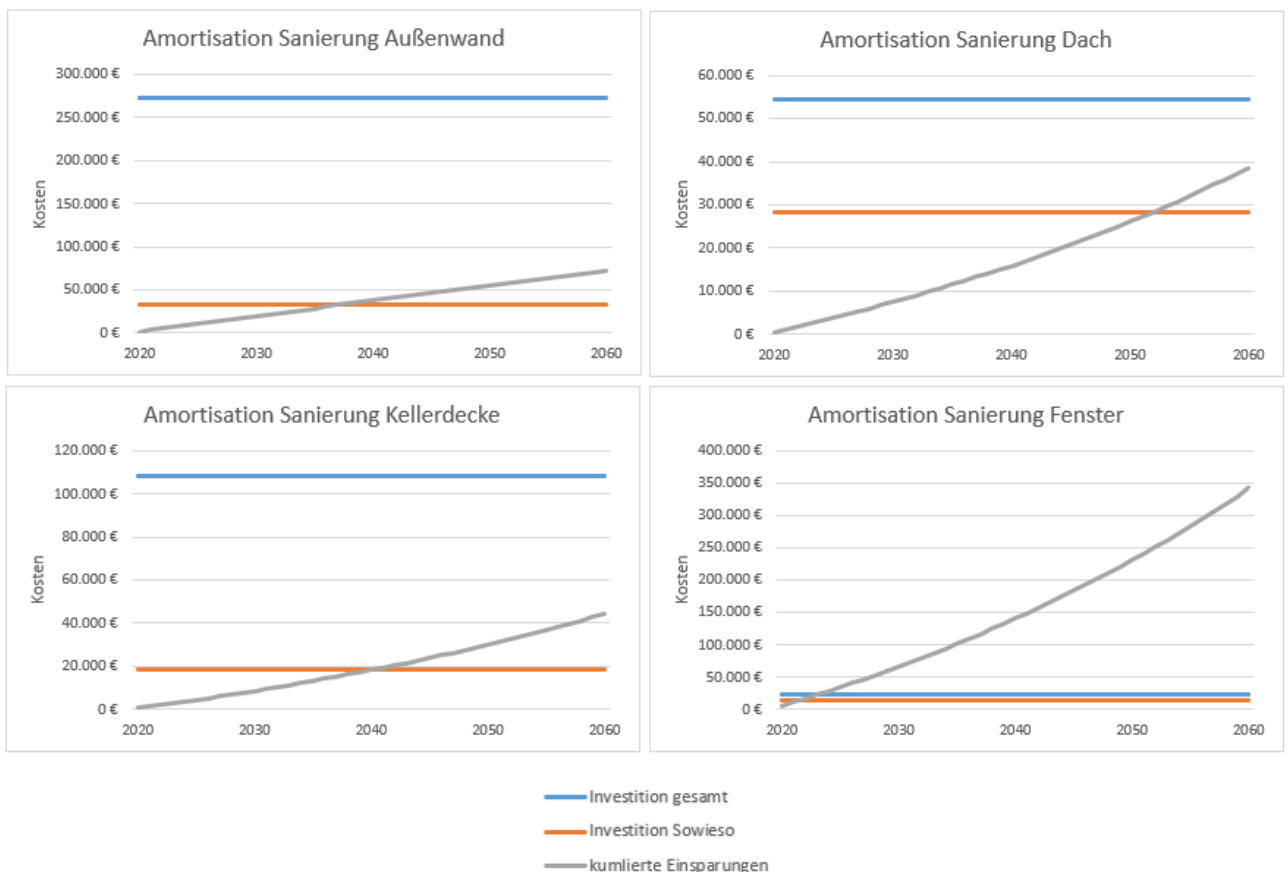 Amortisation Sanierung Außenwand
Kosten
300.000 €
250.000 €
200.000 €
150.000 €
100.000 €
50.000 €
0 €
2020 2030 2040 2050 2060
Amortisation Sanierung Dach
Kosten
60.000 €
50.000 €
40.000 €
30.000 €
20.000 €
10.000 €
0 €
2020 2030 2040 2050 2060
Amortisation Sanierung Kellerdecke
Kosten
120.000 €
100.000 €
80.000 €
60.000 €
40.000 €
20.000 €
0 €
2020 2030 2040 2050 2060
Amortisation Sanierung Fenster
Kosten
400.000 €
350.000 €
300.000 €
250.000 €
200.000 €
150.000 €
100.000 €
50.000 €
0 €
2020 2030 2040 2050 2060
Investition gesamt
Investition Sowieso
kumlierte Einsparungen